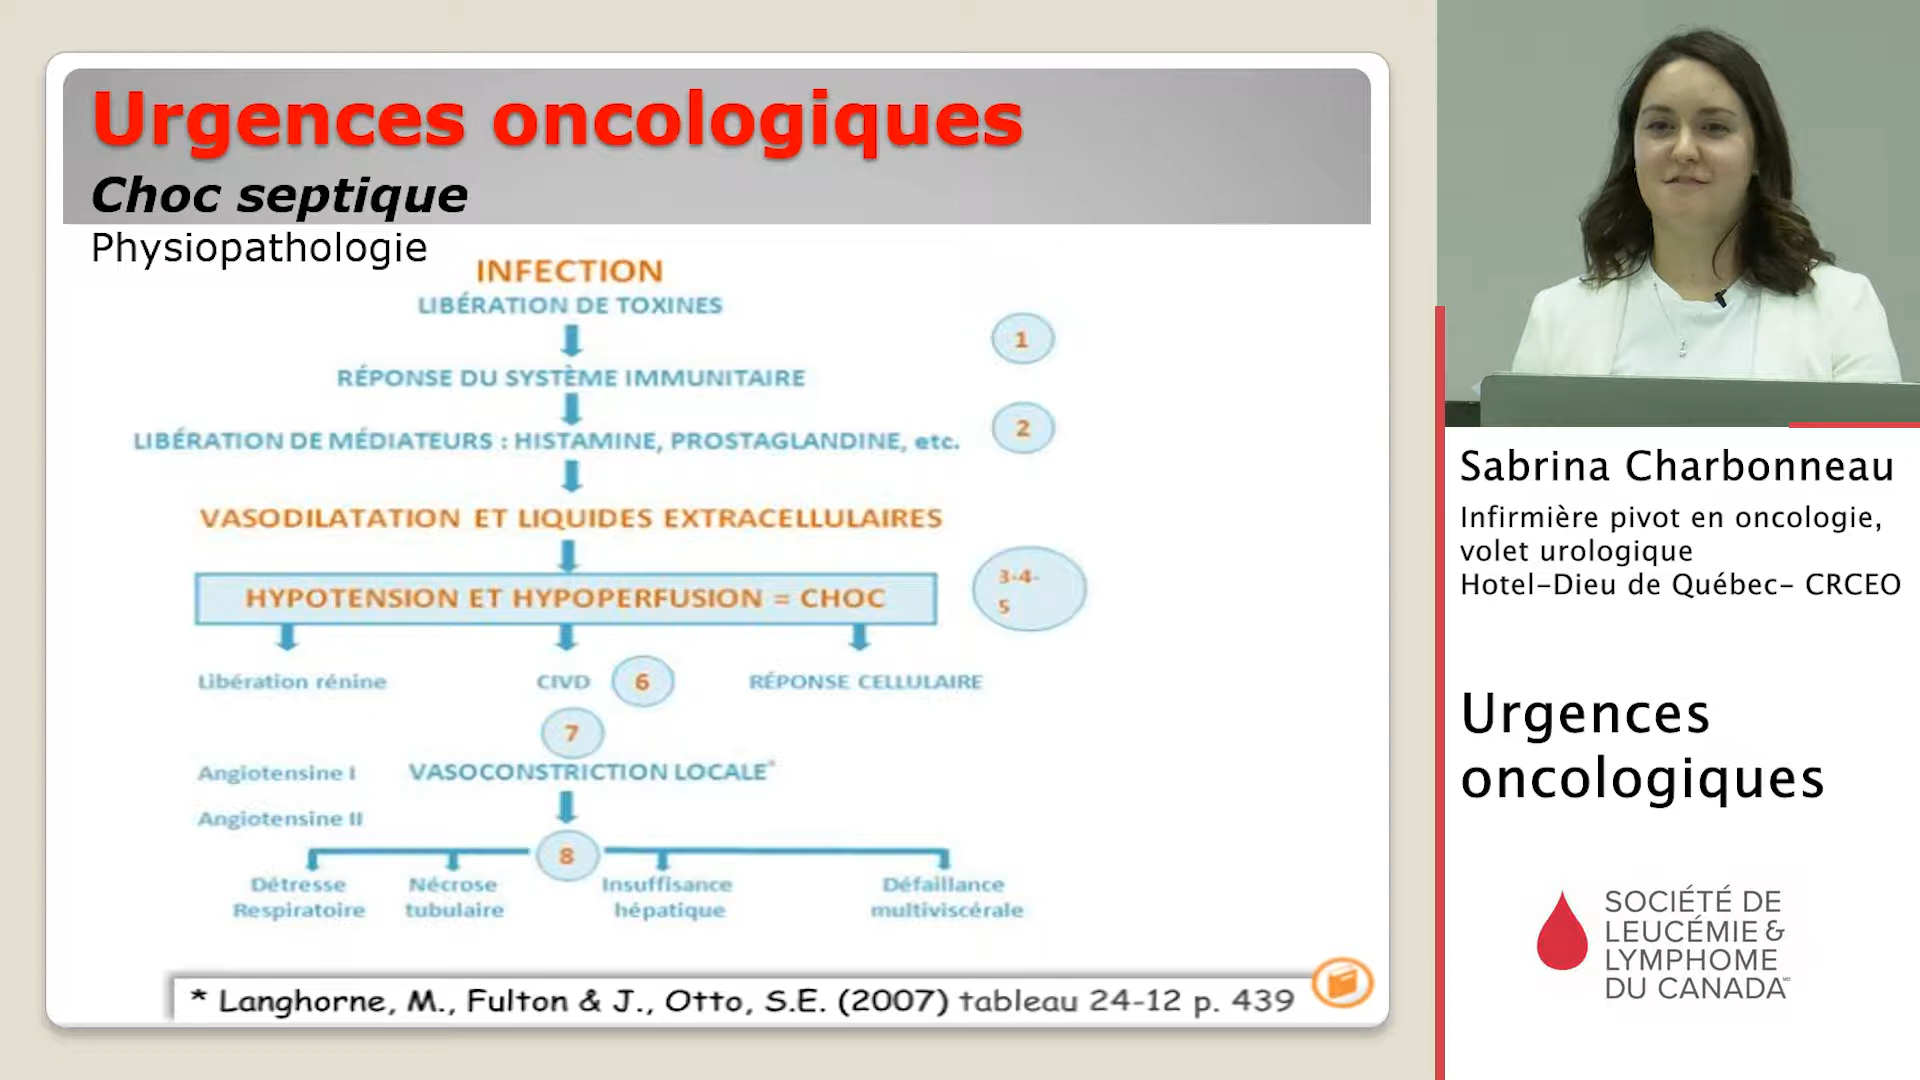 Urgences oncologiques
Choc septique
Physiopathologie
INFECTION
LIBÉRATION DE TOXINES
1
RÉPONSE DU SYSTÈME IMMUNITAIRE
LIBÉRATION DE MÉDIATEURS : HISTAMINE, PROSTAGLANDINE, etc.
2
VASODILATATION ET LIQUIDES EXTRACELLULAIRES
HYPOTENSION ET HYPOPERFUSION = CHOC
3-4-
5
Libération rénine
CIVD
6
RÉPONSE CELLULAIRE
7
Angiotensine I
VASOCONSTRICTION LOCALE*
Angiotensine II
8
Détresse
Respiratoire
Nécrose
tubulaire
Insuffisance
hépatique
Défaillance
multiviscérale
* Langhorne, M., Fulton & J., Otto, S.E. (2007) tableau 24-12 p. 439
Sabrina Charbonneau
Infirmière pivot en oncologie,
volet urologique
Hotel-Dieu de Québec- CRCEO
Urgences
oncologiques
SOCIÉTÉ DE
LEUCÉMIE &
LYMPHOME
DU CANADA